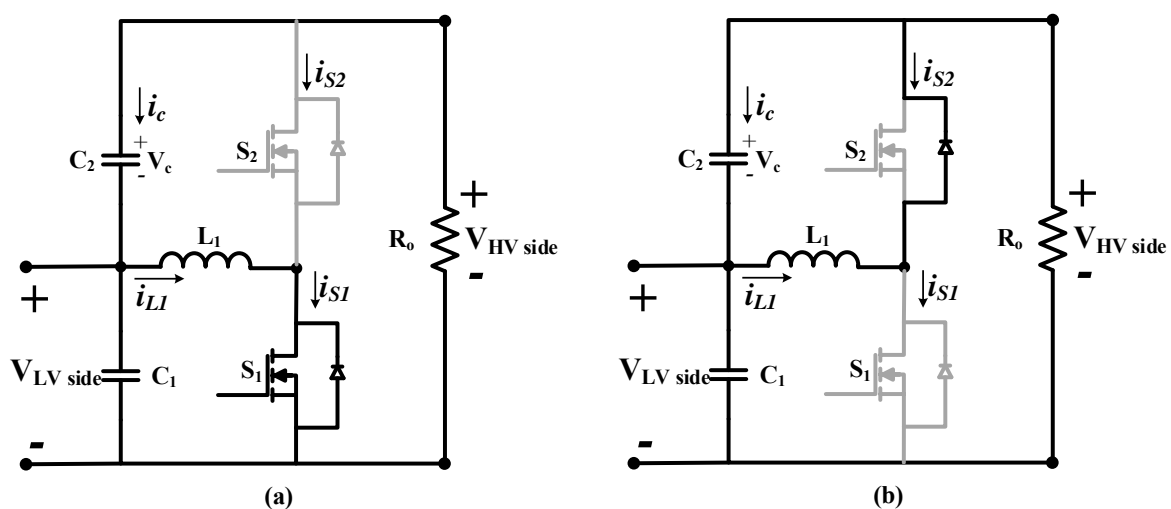 i_S2
i_c
+
C_2
V_c
-
S_2
+
L_1
R_o
V_HV side
-
+
i_L1
i_S1
V_LV side
C_1
S_1
-
(a)
i_S2
i_c
+
C_2
V_c
-
S_2
+
L_1
R_o
V_HV side
-
+
i_L1
i_S1
V_LV side
C_1
S_1
-
(b)